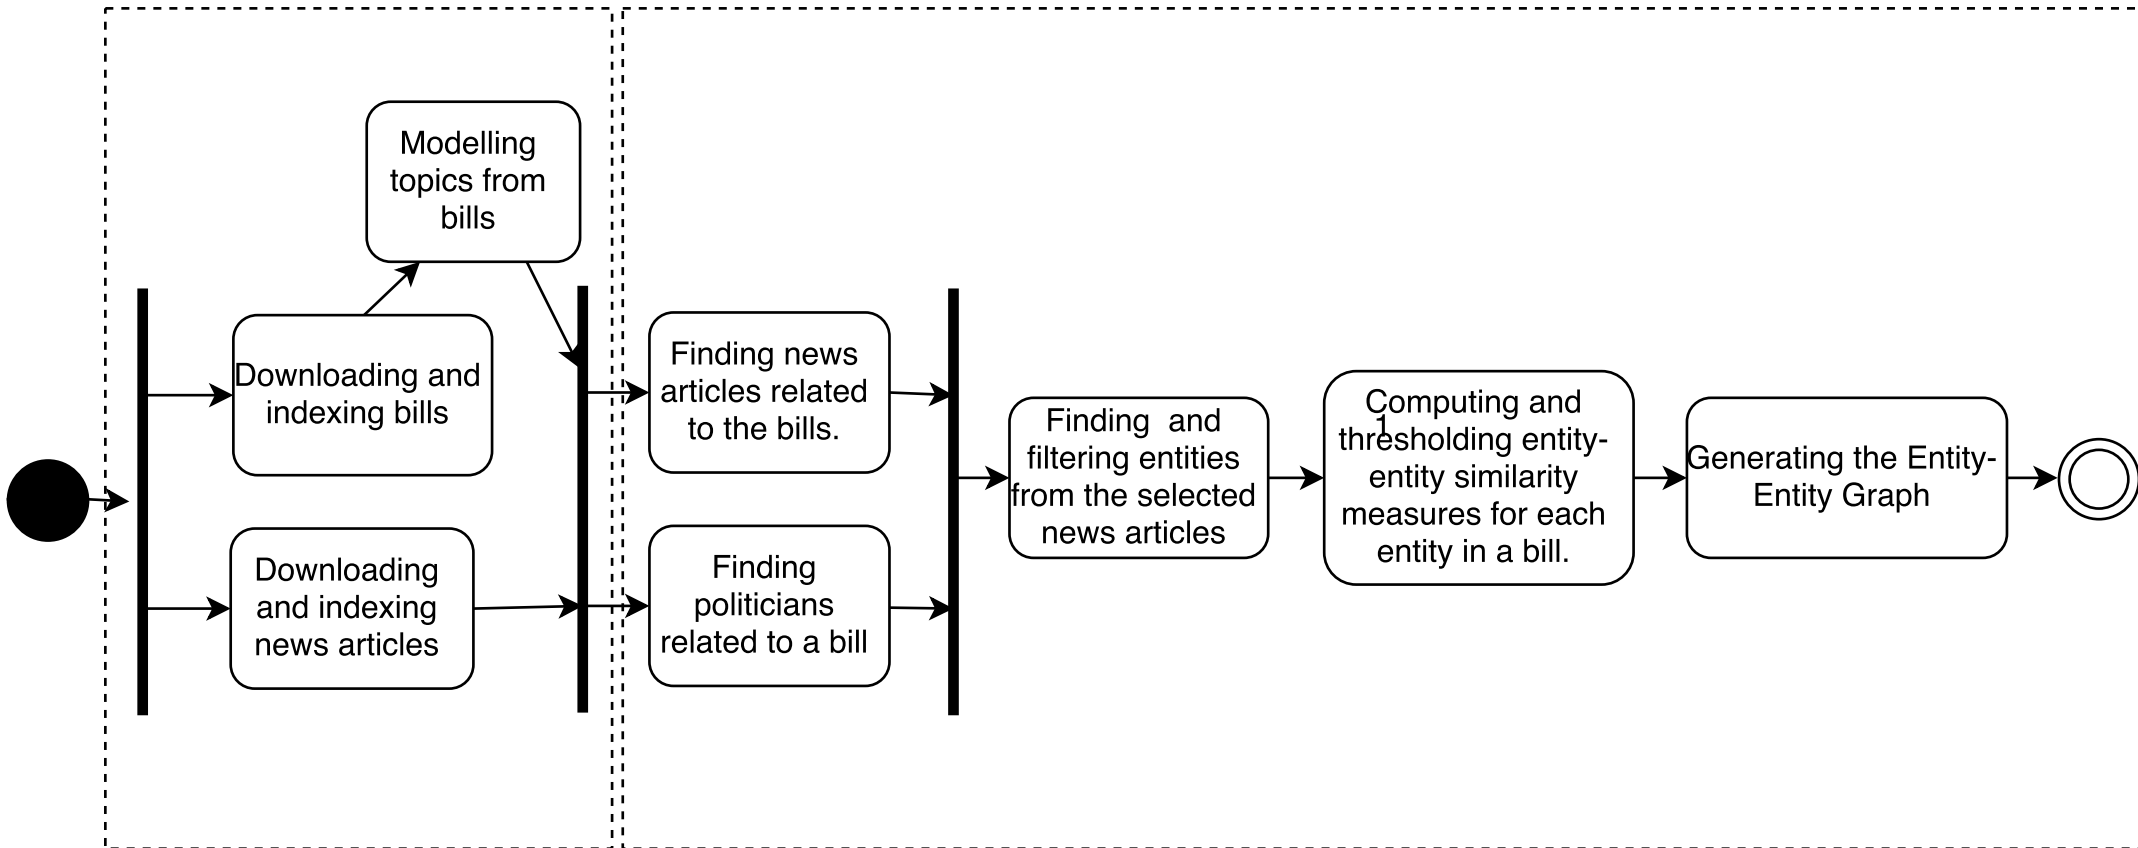 Modelling
topics from
bills
Downloading and
indexing bills
Downloading
and indexing
news articles
Finding news
articles related
to the bills.
Finding
politicians
related to a bill
Finding  and
filtering entities
from the selected
news articles
Computing and
1
thresholding entity-
entity similarity
measures for each
entity in a bill.
Generating the Entity-
Entity Graph